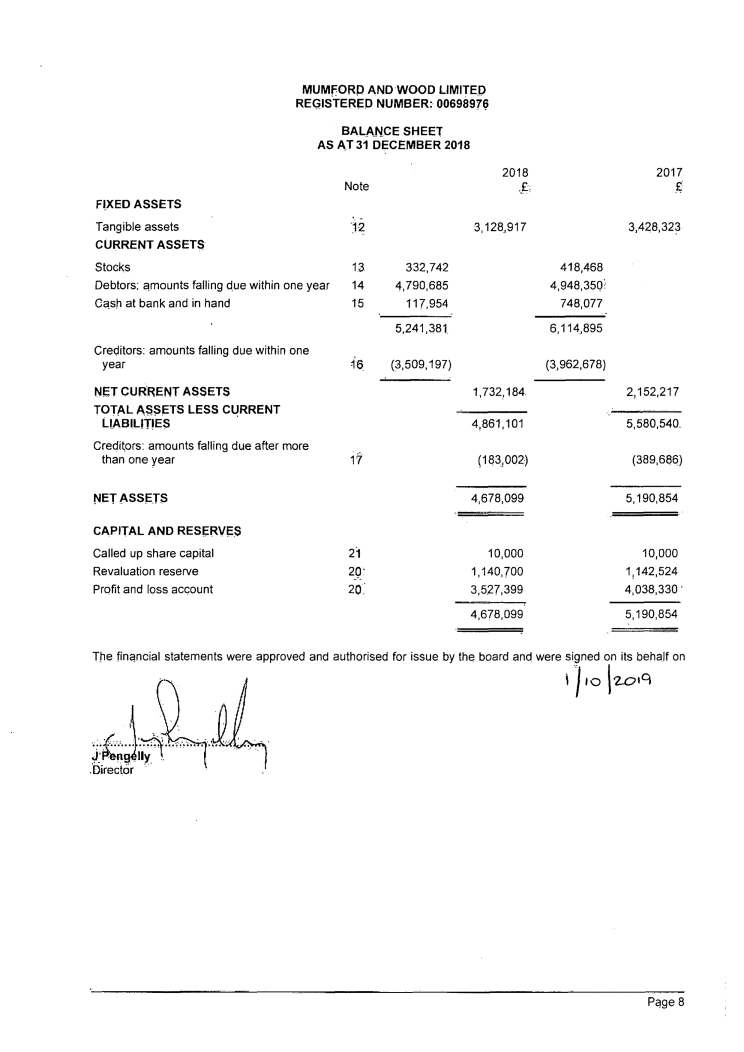 MUMFORD AND WOOD LIMITED
REGISTERED NUMBER: 00698976
BALANCE SHEET
AS AT 31 DECEMBER 2018
2018 2017
Note £ £
FIXED ASSETS
Tangible assets 12 3,128,917 3,428,323
CURRENT ASSETS
Stocks 13 332,742 418,468
Debtors: amounts falling due within one year 14 4,790,685 4,948,350
Cash at bank and in hand 15 117,954 748,077
5,241,381 6,114,895
Creditors: amounts falling due within one
year 16 (3,509,197) (3,962,678)
NET CURRENT ASSETS 1,732,184 2,152,217
TOTAL ASSETS LESS CURRENT
LIABILITIES 4,861,101 5,580,540
Creditors: amounts falling due after more
than one year 17 (183,002) (389,686)
NET ASSETS 4,678,099 5,190,854
CAPITAL AND RESERVES
Called up share capital 21 10,000 10,000
Revaluation reserve 20 1,140,700 1,142,524
Profit and loss account 20 3,527,399 4,038,330
4,678,099 5,190,854
The financial statements were approved and authorised for issue by the board and were signed on its behalf on
1/10/2019
J Pengelly
Director
Page 8